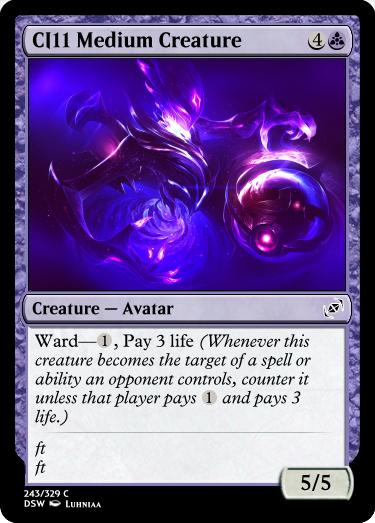 C|11 Medium Creature 4
Creature — Avatar
Ward—1, Pay 3 life (Whenever this
creature becomes the target of a spell or
ability an opponent controls, counter it
unless that player pays 1 and pays 3
life.)
ft
ft
5/5
243/329 C
DSW Luhniaa